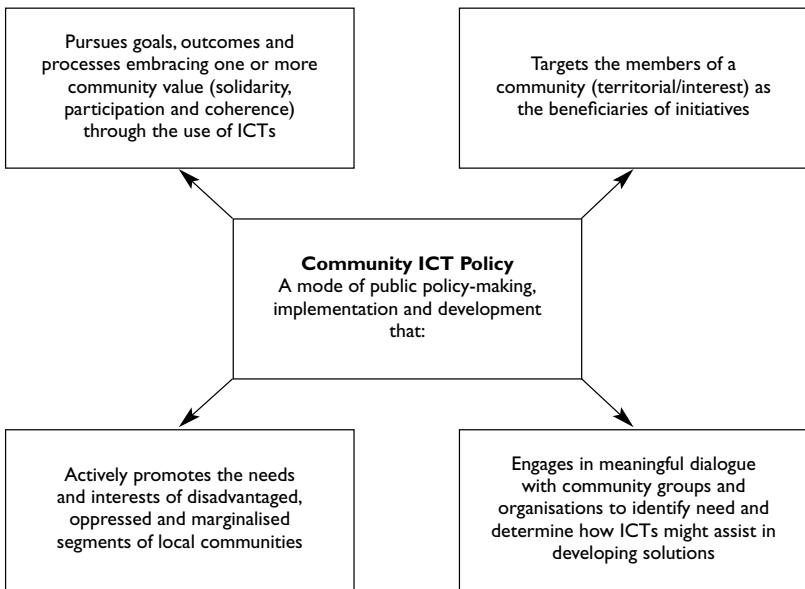 Pursues goals, outcomes and
processes embracing one or more
community value (solidarity,
participation and coherence)
through the use of ICTs
Targets the members of a
community (territorial/interest) as
the beneficiaries of initiatives
Community ICT Policy
A mode of public policy-making,
implementation and development
that:
Actively promotes the needs
and interests of disadvantaged,
oppressed and marginalised
segments of local communities
Engages in meaningful dialogue
with community groups and
organisations to identify need and
determine how ICTs might assist in
developing solutions